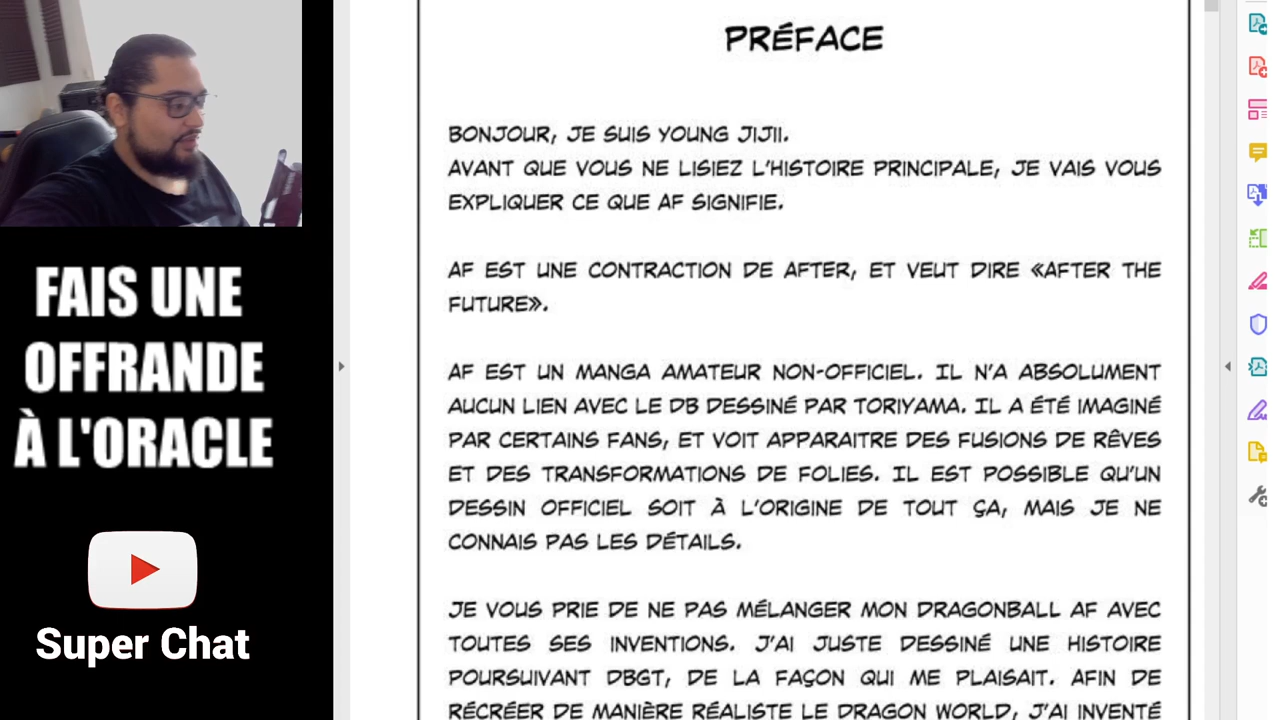 FAIS UNE
OFFRANDE
À L'ORACLE
Super Chat
PRÉFACE
BONJOUR, JE SUIS YOUNG JIJII.
AVANT QUE VOUS NE LISIEZ L'HISTOIRE PRINCIPALE, JE VAIS VOUS
EXPLIQUER CE QUE AF SIGNIFIE.
AF EST UNE CONTRACTION DE AFTER, ET VEUT DIRE «AFTER THE
FUTURE».
AF EST UN MANGA AMATEUR NON-OFFICIEL. IL N'A ABSOLUMENT
AUCUN LIEN AVEC LE DB DESSINÉ PAR TORIYAMA. IL A ÉTÉ IMAGINÉ
PAR CERTAINS FANS, ET VOIT APPARAITRE DES FUSIONS DE RÊVES
ET DES TRANSFORMATIONS DE FOLIES. IL EST POSSIBLE QU'UN
DESSIN OFFICIEL SOIT À L'ORIGINE DE TOUT ÇA, MAIS JE NE
CONNAIS PAS LES DÉTAILS.
JE VOUS PRIE DE NE PAS MÉLANGER MON DRAGONBALL AF AVEC
TOUTES SES INVENTIONS. J'AI JUSTE DESSINÉ UNE HISTOIRE
POURSUIVANT DBGT, DE LA FAÇON QUI ME PLAISAIT. AFIN DE
RÉCRÉER DE MANIÈRE RÉALISTE LE DRAGON WORLD, J'AI INVENTÉ